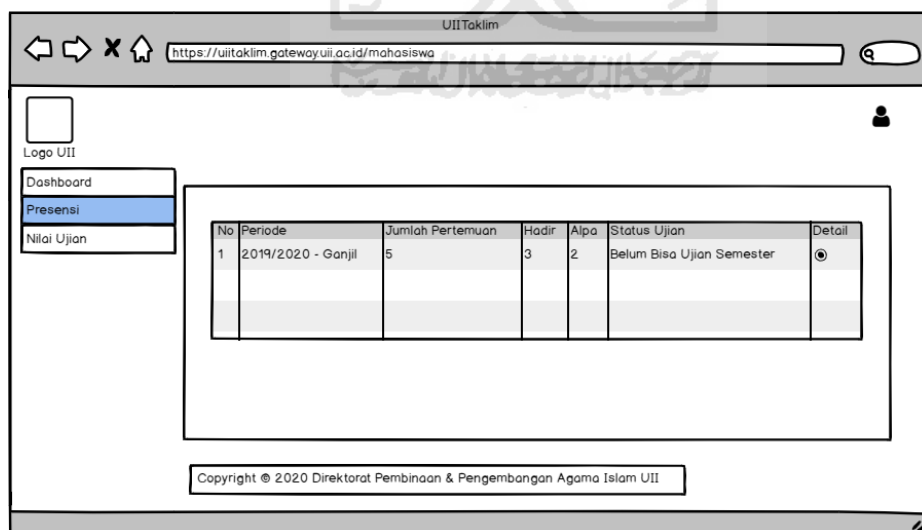 UIITaklim
https://uiitaklim.gateway.uii.ac.id/mahasiswa
Logo UII
Dashboard
Presensi
Nilai Ujian
No Periode Jumlah Pertemuan Hadir Alpa Status Ujian Detail
1 2019/2020 - Ganjil 5 3 2 Belum Bisa Ujian Semester
Copyright © 2020 Direktorat Pembinaan & Pengembangan Agama Islam UII